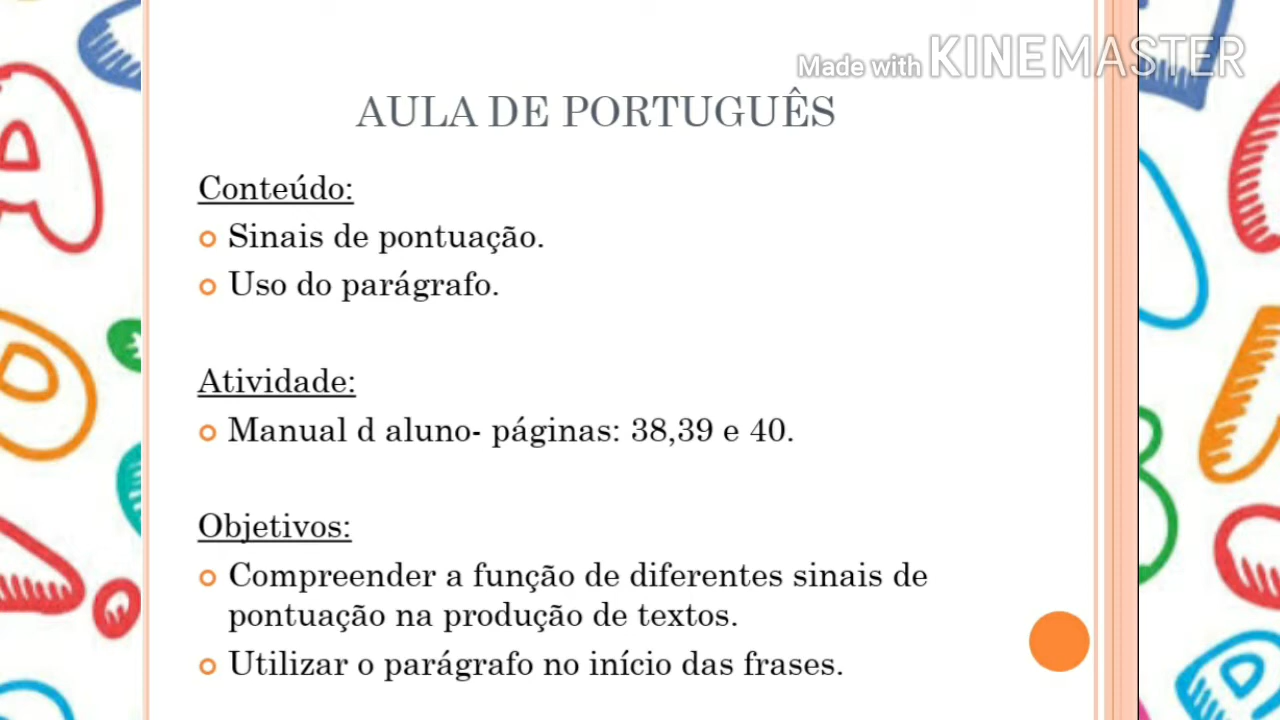 Made with KINEMASTER
AULA DE PORTUGUÊS
Conteúdo:
Sinais de pontuação.
Uso do parágrafo.
Atividade:
Manual d aluno- páginas: 38,39 e 40.
Objetivos:
Compreender a função de diferentes sinais de
pontuação na produção de textos.
Utilizar o parágrafo no início das frases.